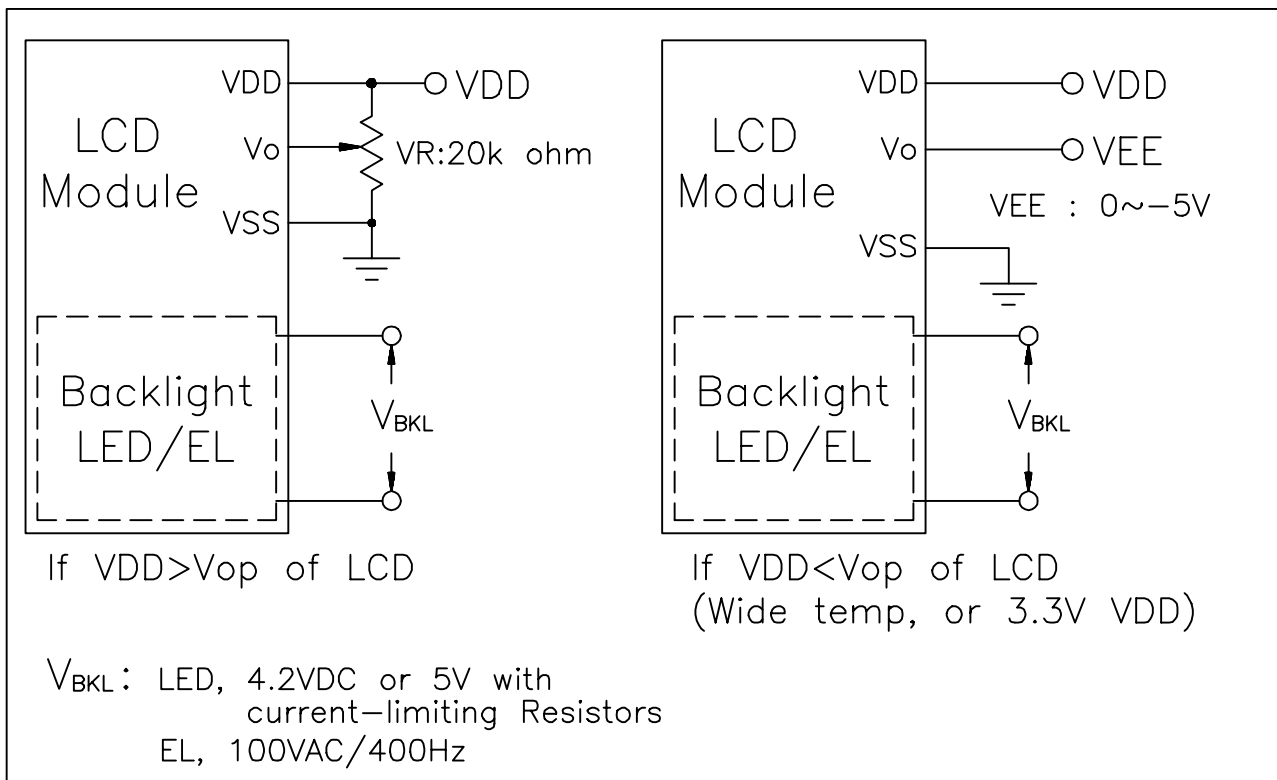 VDD
VDD
LCD
Module
Vo
VR:20k ohm
VSS
Backlight
LED/EL
VBKL
If VDD>Vop of LCD
VDD
VDD
LCD
Module
Vo
VEE
VEE : 0~-5V
VSS
Backlight
LED/EL
VBKL
If VDD<Vop of LCD
(Wide temp, or 3.3V VDD)
VBKL: LED, 4.2VDC or 5V with
current-limiting Resistors
EL, 100VAC/400Hz